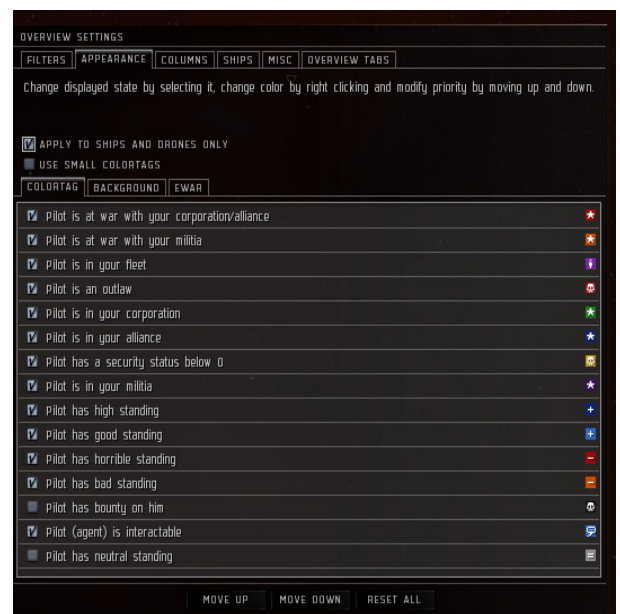 OVERVIEW SETTINGS
FILTERS APPEARANCE COLUMNS SHIPS MISC OVERVIEW TABS
Change displayed state by selecting it, change color by right clicking and modify priority by moving up and down.
APPLY TO SHIPS AND DRONES ONLY
USE SMALL COLORTAGS
COLORTAG BACKGROUND EWAR
Pilot is at war with your corporation/alliance
Pilot is at war with your militia
Pilot is in your fleet
Pilot is an outlaw
Pilot is in your corporation
Pilot is in your alliance
Pilot has a security status below 0
Pilot is in your militia
Pilot has high standing
Pilot has good standing
Pilot has horrible standing
Pilot has bad standing
Pilot has bounty on him
Pilot (agent) is interactable
Pilot has neutral standing
MOVE UP MOVE DOWN RESET ALL